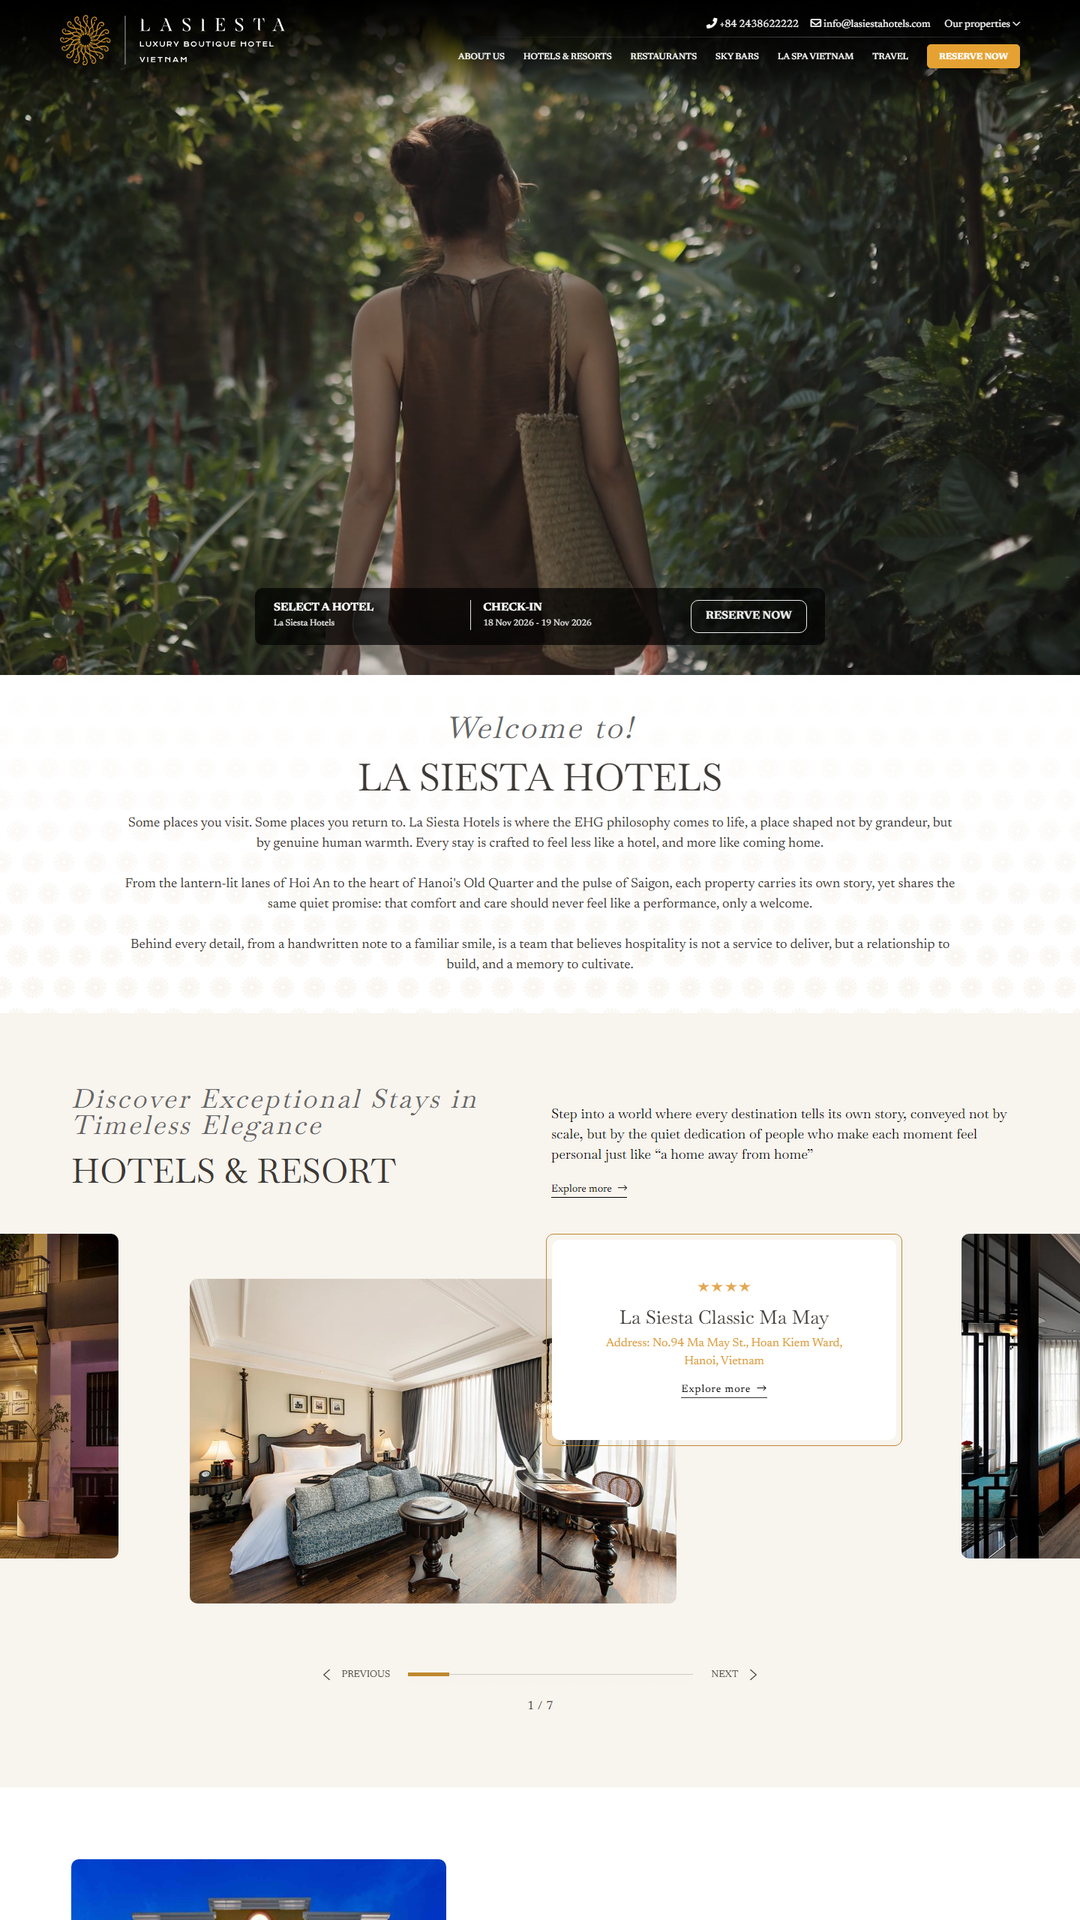 LASIESTA
LUXURY BOUTIQUE HOTEL
VIETNAM
+84 2438622222
info@lasiestahotels.com
Our properties
ABOUT US
HOTELS & RESORTS
RESTAURANTS
SKY BARS
LA SPA VIETNAM
TRAVEL
RESERVE NOW
SELECT A HOTEL
La Siesta Hotels
CHECK-IN
18 Nov 2026 - 19 Nov 2026
RESERVE NOW
Welcome to!
LA SIESTA HOTELS
Some places you visit. Some places you return to. La Siesta Hotels is where the EHG philosophy comes to life, a place shaped not by grandeur, but
by genuine human warmth. Every stay is crafted to feel less like a hotel, and more like coming home.
From the lantern-lit lanes of Hoi An to the heart of Hanoi's Old Quarter and the pulse of Saigon, each property carries its own story, yet shares the
same quiet promise: that comfort and care should never feel like a performance, only a welcome.
Behind every detail, from a handwritten note to a familiar smile, is a team that believes hospitality is not a service to deliver, but a relationship to
build, and a memory to cultivate.
Discover Exceptional Stays in
Timeless Elegance
HOTELS & RESORT
Step into a world where every destination tells its own story, conveyed not by
scale, but by the quiet dedication of people who make each moment feel
personal just like “a home away from home”
Explore more
La Siesta Classic Ma May
Address: No.94 Ma May St., Hoan Kiem Ward,
Hanoi, Vietnam
Explore more
PREVIOUS
NEXT
1 / 7